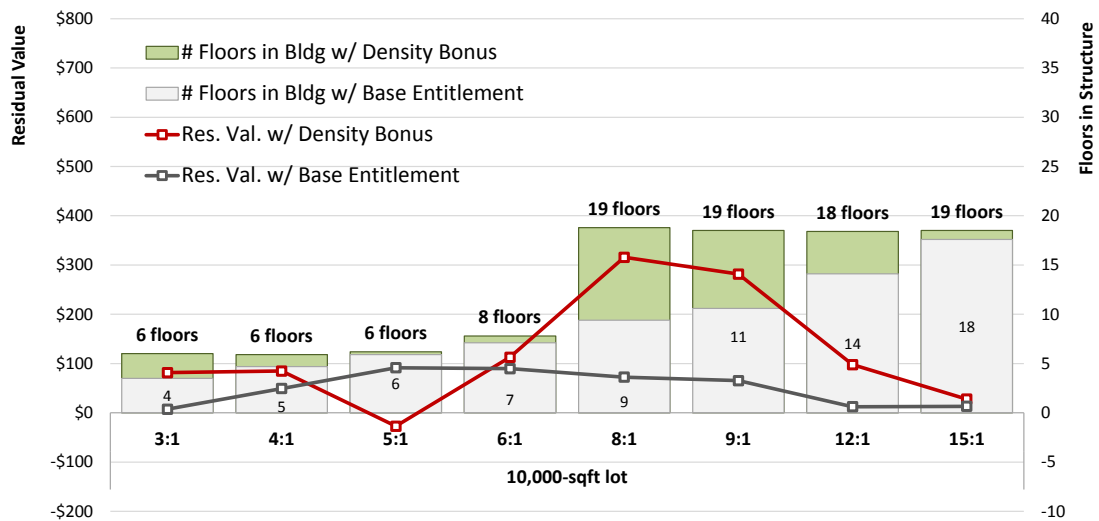 $800
$700
$600
$500
$400
$300
$200
$100
$0
-$100
-$200
Residual Value
# Floors in Bldg w/ Density Bonus
# Floors in Bldg w/ Base Entitlement
Res. Val. w/ Density Bonus
Res. Val. w/ Base Entitlement
6 floors
6 floors
6 floors
8 floors
19 floors
19 floors
18 floors
19 floors
4
5
6
7
9
11
14
18
3:1
4:1
5:1
6:1
8:1
9:1
12:1
15:1
10,000-sqft lot
40
35
30
25
20
15
10
5
0
-5
-10
Floors in Structure